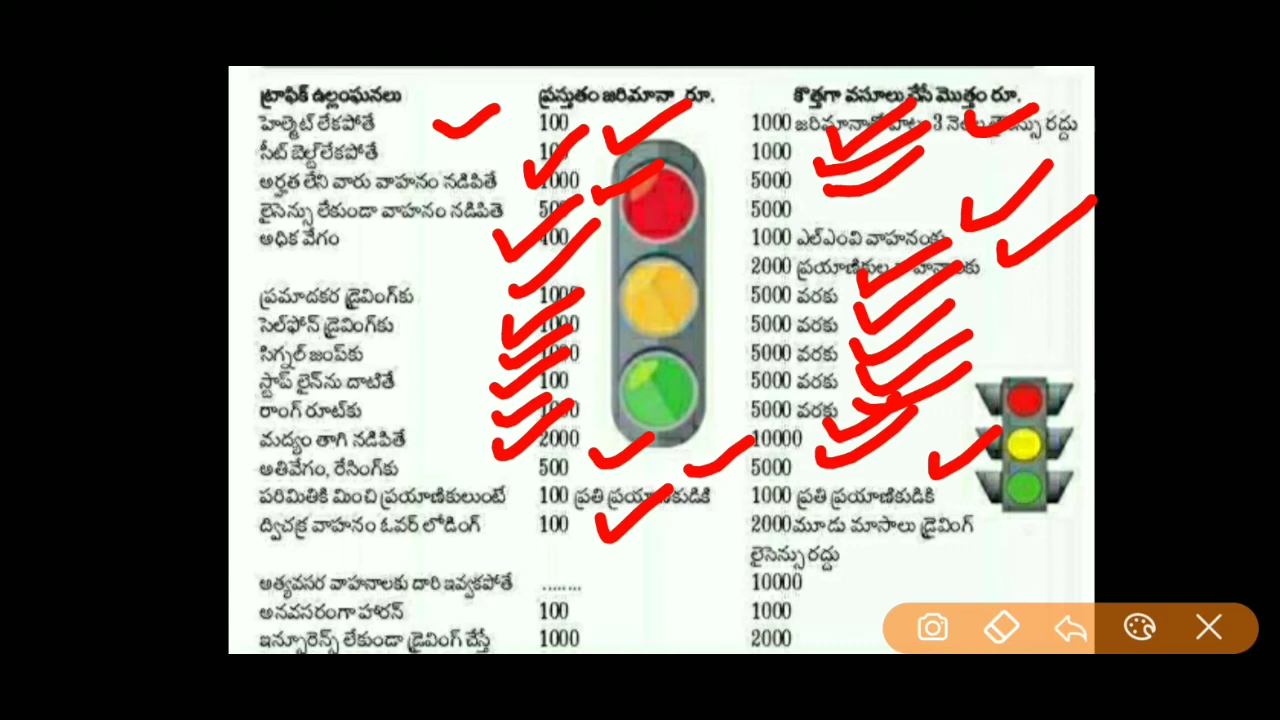 ట్రాఫిక్ ఉల్లంఘనలు ప్రస్తుతం జరిమానా రూ. కొత్తగా వసూలు చేసే మొత్తం రూ.
హెల్మెట్ లేకపోతే 100 1000 జరిమానాతో పాటు 3 నెలలు లైసెన్సు రద్దు
సీట్ బెల్ట్ లేకపోతే 100 1000
అర్హత లేని వారు వాహనం నడిపితే 1000 5000
లైసెన్సు లేకుండా వాహనం నడిపితె 500 5000
అధిక వేగం 400 1000 ఎల్ఎంవి వాహనంకు
2000 ప్రయాణికుల వాహనాలకు
ప్రమాదకర డ్రైవింగ్‌కు 1000 5000 వరకు
సెల్‌ఫోన్ డ్రైవింగ్‌కు 1000 5000 వరకు
సిగ్నల్ జంప్‌కు 1000 5000 వరకు
స్టాప్ లైన్‌ను దాటితే 100 5000 వరకు
రాంగ్ రూట్‌కు 1000 5000 వరకు
మద్యం తాగి నడిపితే 2000 10000
అతివేగం, రేసింగ్‌కు 500 5000
పరిమితికి మించి ప్రయాణికులుంటే 100 ప్రతి ప్రయాణికుడికి 1000 ప్రతి ప్రయాణికుడికి
ద్విచక్ర వాహనం ఓవర్ లోడింగ్ 100 2000 మూడు మాసాలు డ్రైవింగ్
లైసెన్సు రద్దు
అత్యవసర వాహనాలకు దారి ఇవ్వకపోతే ........ 10000
అనవసరంగా హారన్ 100 1000
ఇన్సూరెన్స్ లేకుండా డ్రైవింగ్ చేస్తే 1000 2000